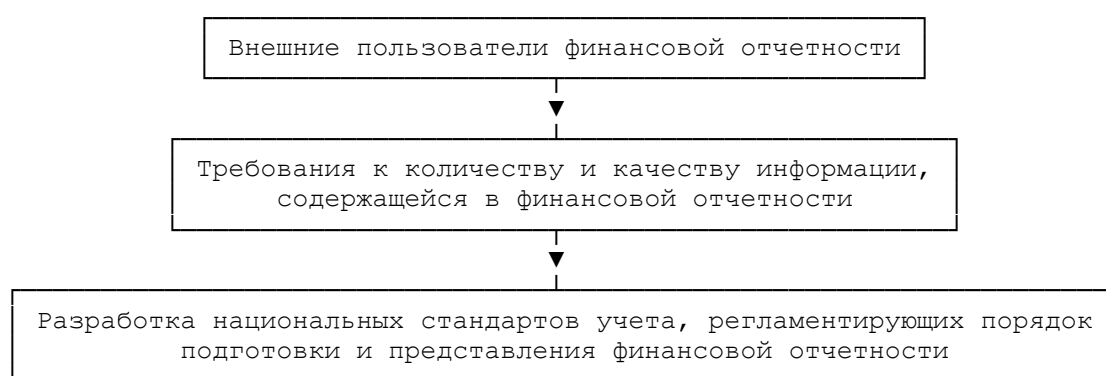 Внешние пользователи финансовой отчетности
Требования к количеству и качеству информации,
содержащейся в финансовой отчетности
Разработка национальных стандартов учета, регламентирующих порядок
подготовки и представления финансовой отчетности